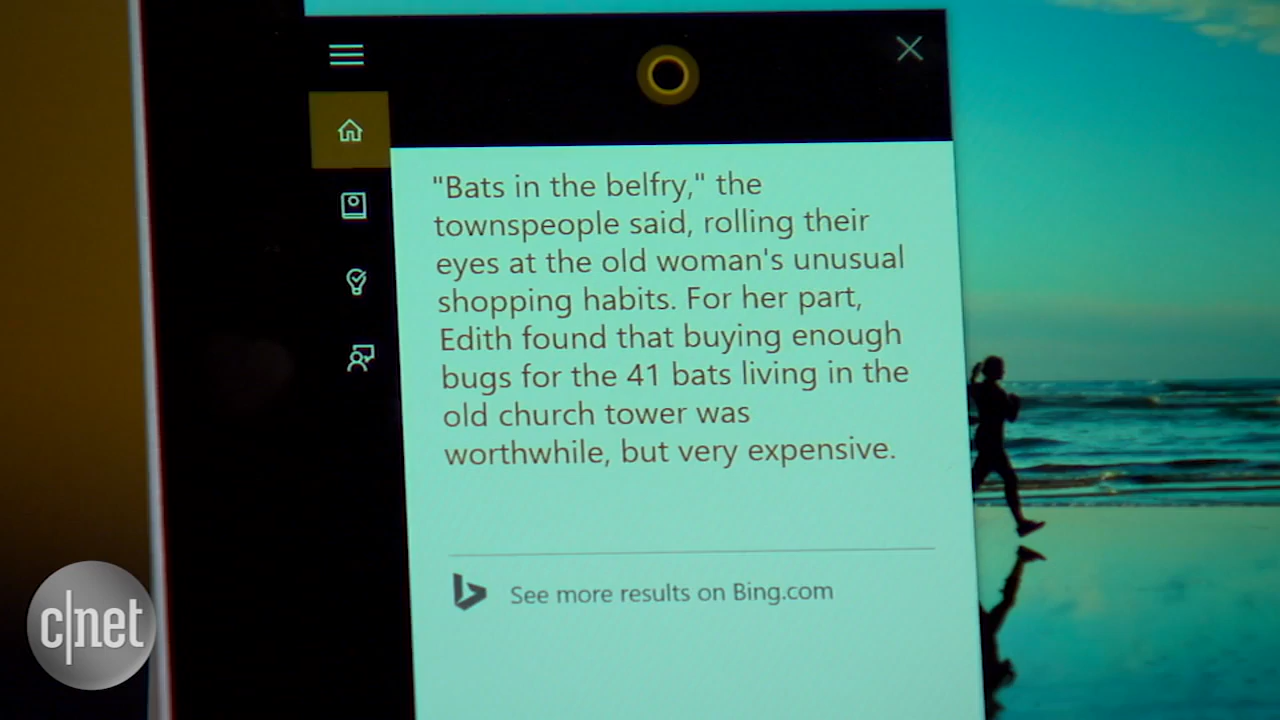 "Bats in the belfry," the
townspeople said, rolling their
eyes at the old woman's unusual
shopping habits. For her part,
Edith found that buying enough
bugs for the 41 bats living in the
old church tower was
worthwhile, but very expensive.
See more results on Bing.com
c|net